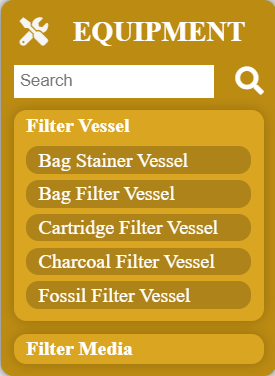 EQUIPMENT
Search
Filter Vessel
Bag Stainer Vessel
Bag Filter Vessel
Cartridge Filter Vessel
Charcoal Filter Vessel
Fossil Filter Vessel
Filter Media